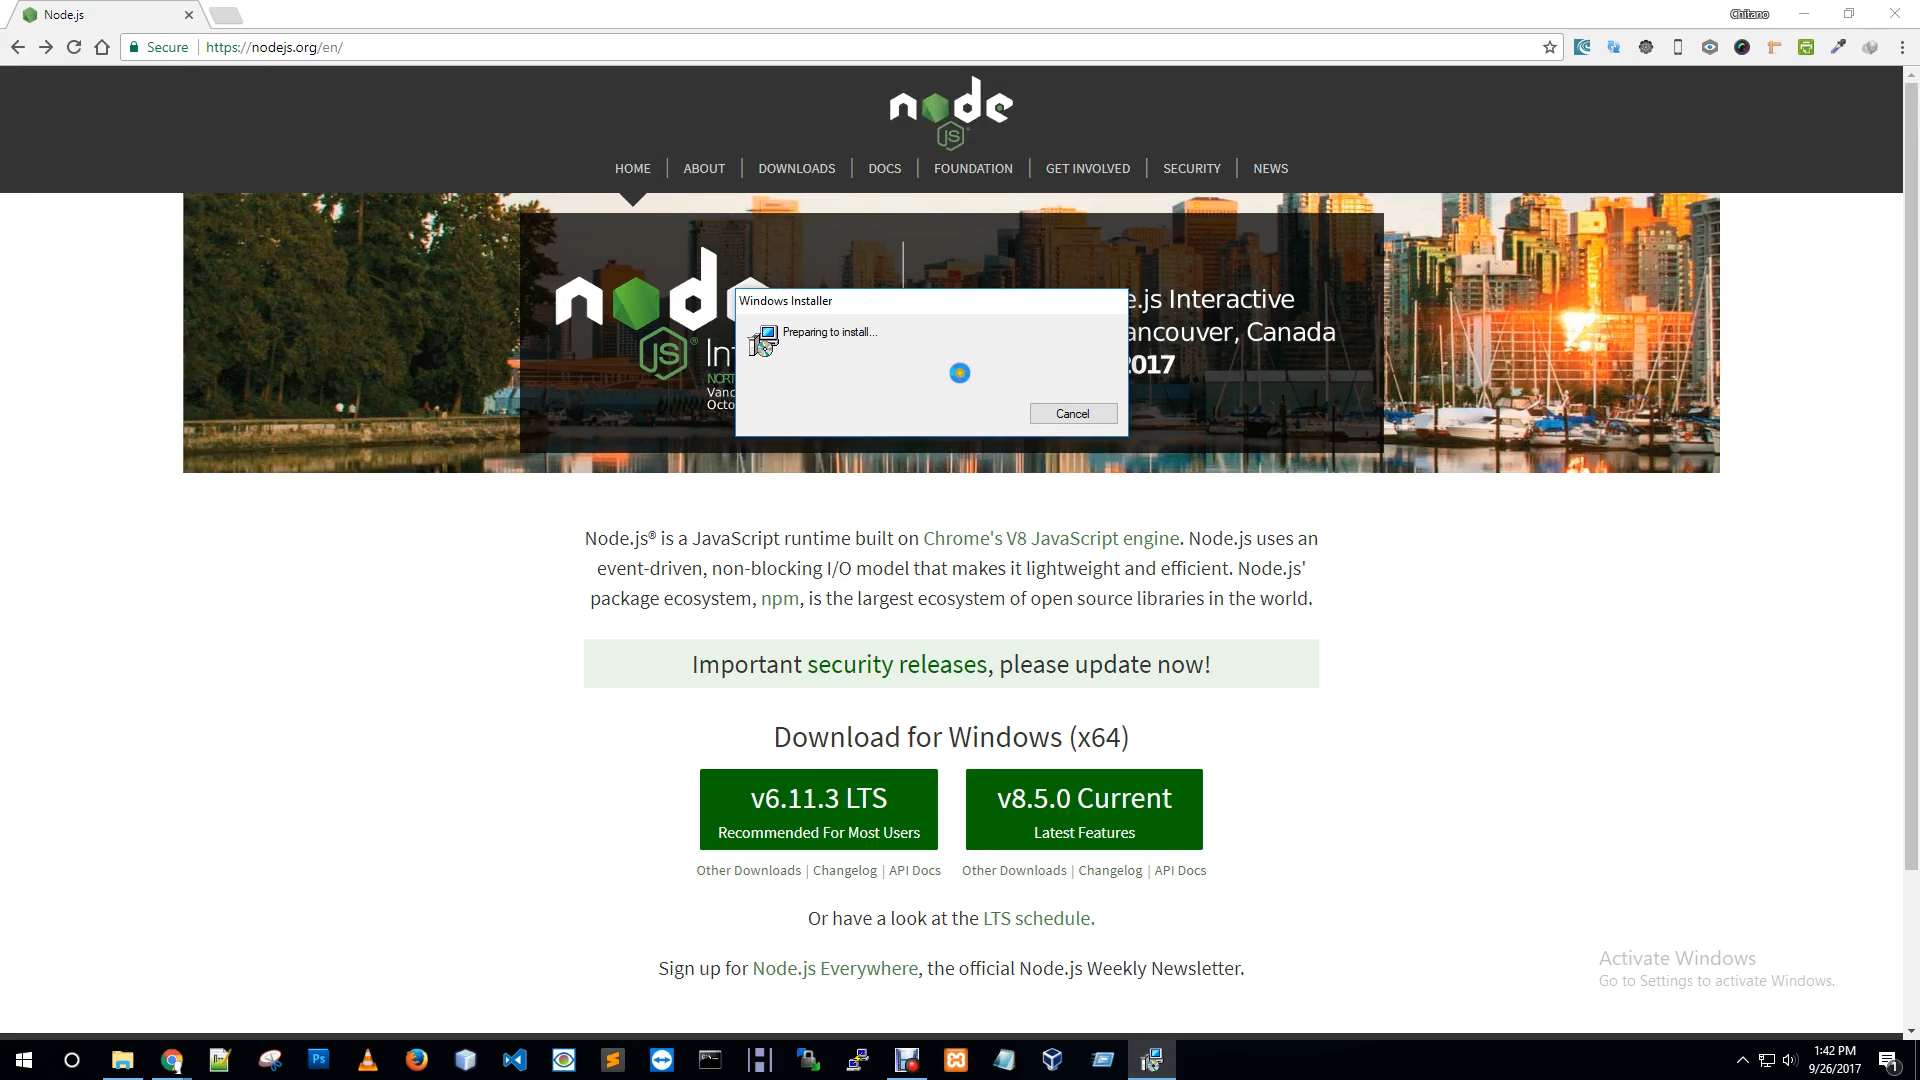 Node.js
Chitano
Secure
https://nodejs.org/en/
node
JS
HOME
ABOUT
DOWNLOADS
DOCS
FOUNDATION
GET INVOLVED
SECURITY
NEWS
JS
Windows Installer
Preparing to install...
Cancel
e.js Interactive
ancouver, Canada
2017
Node.js® is a JavaScript runtime built on Chrome's V8 JavaScript engine. Node.js uses an
event-driven, non-blocking I/O model that makes it lightweight and efficient. Node.js'
package ecosystem, npm, is the largest ecosystem of open source libraries in the world.
Important security releases, please update now!
Download for Windows (x64)
v6.11.3 LTS
Recommended For Most Users
v8.5.0 Current
Latest Features
Other Downloads | Changelog | API Docs
Other Downloads | Changelog | API Docs
Or have a look at the LTS schedule.
Sign up for Node.js Everywhere, the official Node.js Weekly Newsletter.
Activate Windows
Go to Settings to activate Windows.
Ps
1:42 PM
9/26/2017
1